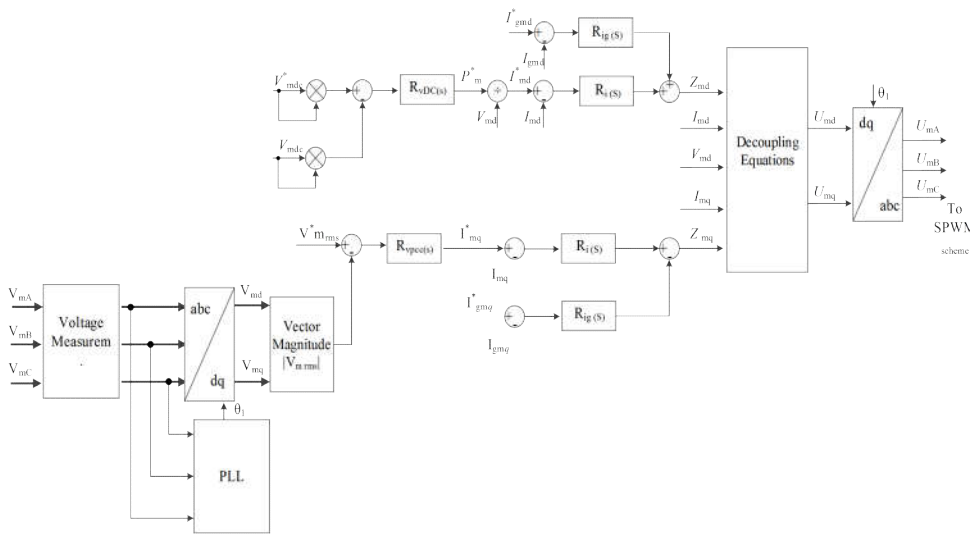 I*gmd
Rig (S)
Igmd
V*mdc
RvDC(s)
P*m
÷
I*md
Ri (S)
Zmd
Vmd
Imd
Vmdc
Imd
Vmd
Imq
Decoupling
Equations
Umd
Umq
θ1
dq
abc
UmA
UmB
UmC
To
SPWM
scheme
V*mrms
Rvpcc(s)
I*mq
Imq
Ri (S)
Zmq
I*gmq
Igmq
Rig (S)
VmA
VmB
VmC
Voltage
Measurem
.
abc
dq
Vmd
Vmq
Vector
Magnitude
|Vm rms|
θ1
PLL